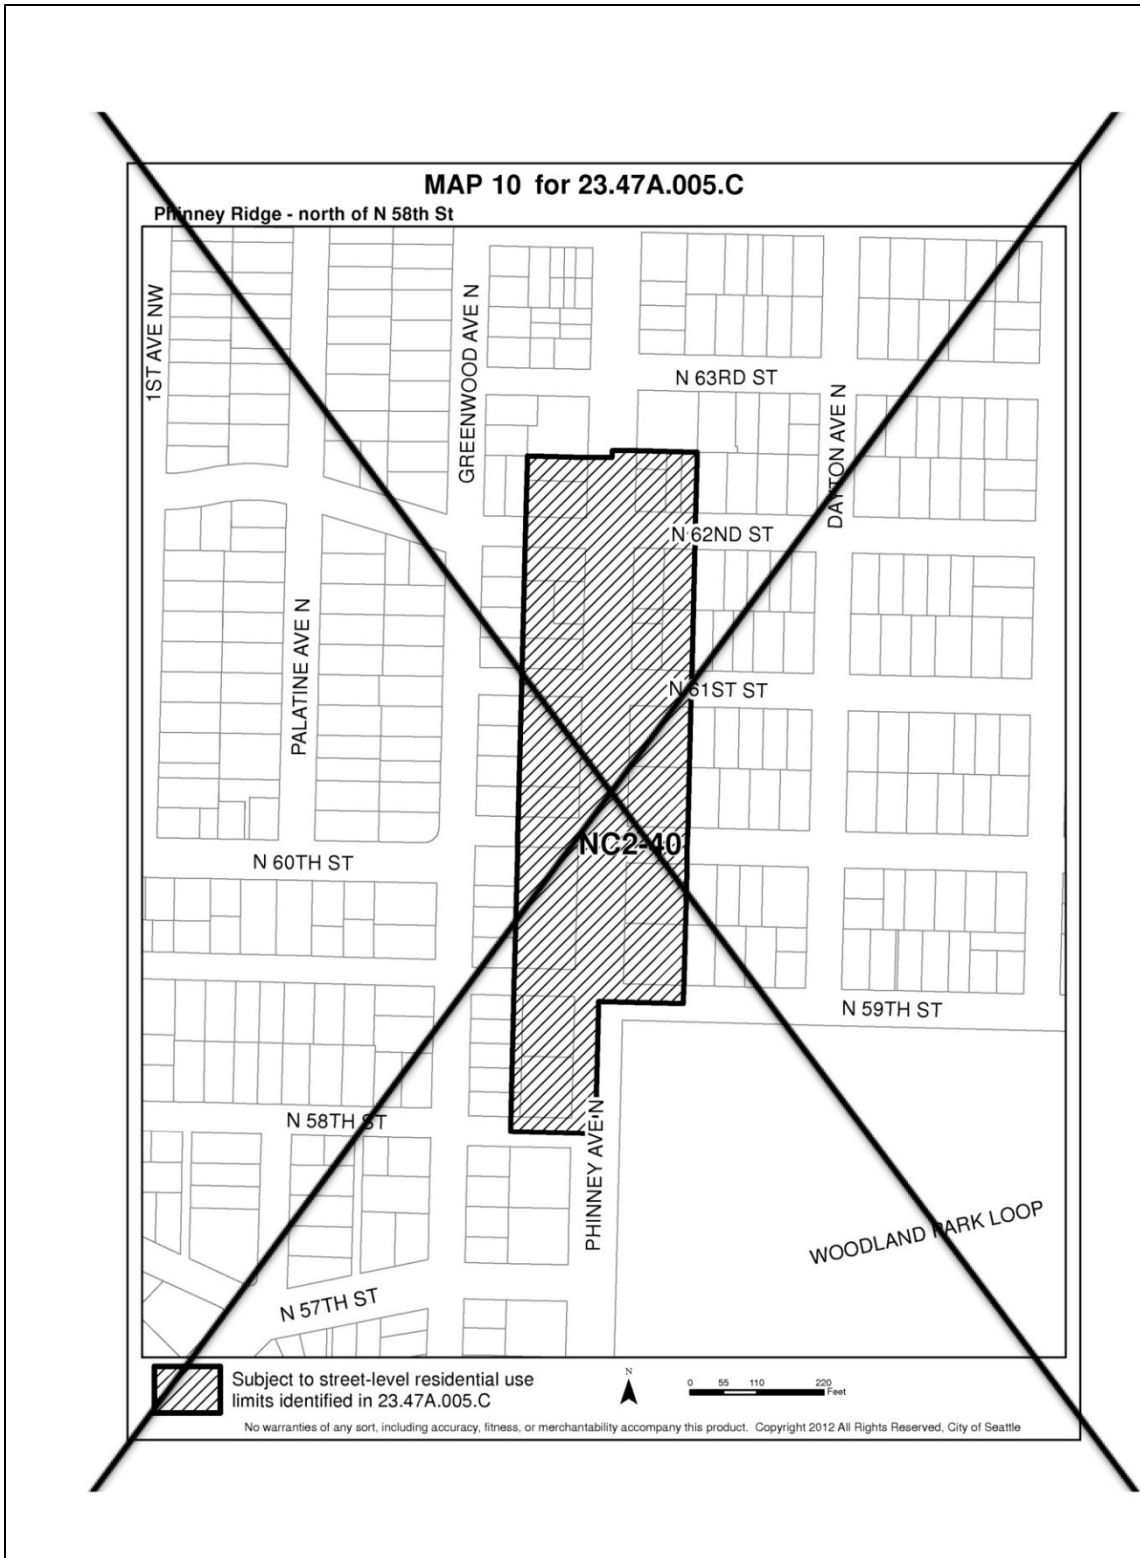 MAP 10 for 23.47A.005.C
Phinney Ridge - north of N 58th St
1ST AVE NW
GREENWOOD AVE N
N 63RD ST
DAYTON AVE N
N 62ND ST
PALATINE AVE N
N 61ST ST
NC2-40
N 60TH ST
N 59TH ST
N 58TH ST
PHINNEY AVE N
WOODLAND PARK LOOP
N 57TH ST
Subject to street-level residential use
limits identified in 23.47A.005.C
N
0 55 110 220
Feet
No warranties of any sort, including accuracy, fitness, or merchantability accompany this product. Copyright 2012 All Rights Reserved, City of Seattle